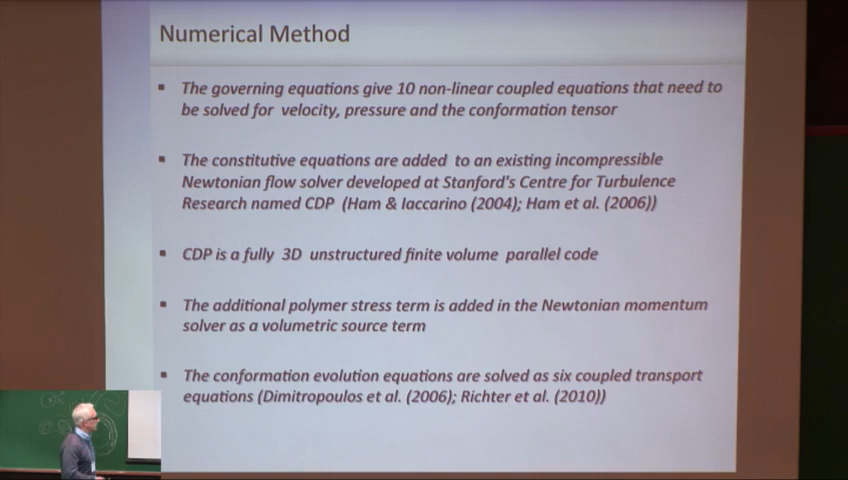 Numerical Method
▪ The governing equations give 10 non-linear coupled equations that need to
be solved for velocity, pressure and the conformation tensor
▪ The constitutive equations are added to an existing incompressible
Newtonian flow solver developed at Stanford's Centre for Turbulence
Research named CDP (Ham & Iaccarino (2004); Ham et al. (2006))
▪ CDP is a fully 3D unstructured finite volume parallel code
▪ The additional polymer stress term is added in the Newtonian momentum
solver as a volumetric source term
▪ The conformation evolution equations are solved as six coupled transport
equations (Dimitropoulos et al. (2006); Richter et al. (2010))